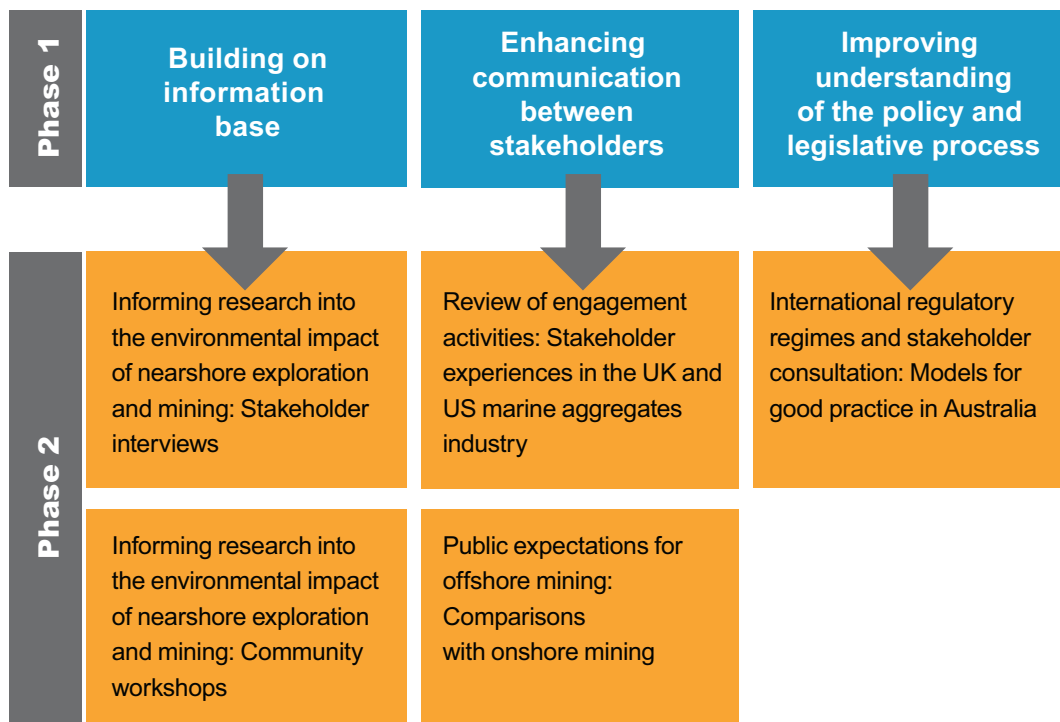 Phase 1
Building on
information
base
Enhancing
communication
between
stakeholders
Improving
understanding
of the policy and
legislative process
Phase 2
Informing research into
the environmental impact
of nearshore exploration
and mining: Stakeholder
interviews
Review of engagement
activities: Stakeholder
experiences in the UK and
US marine aggregates
industry
International regulatory
regimes and stakeholder
consultation: Models for
good practice in Australia
Informing research into
the environmental impact
of nearshore exploration
and mining: Community
workshops
Public expectations for
offshore mining:
Comparisons
with onshore mining